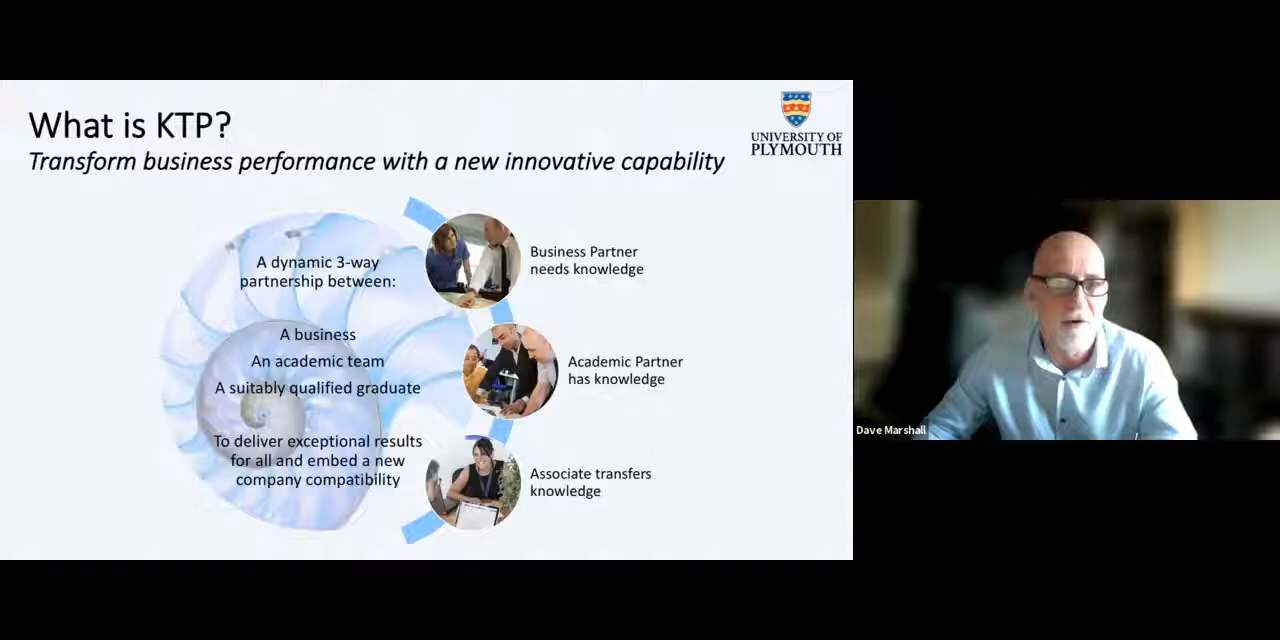 What is KTP?
Transform business performance with a new innovative capability
UNIVERSITY OF
PLYMOUTH
A dynamic 3-way
partnership between:
A business
An academic team
A suitably qualified graduate
To deliver exceptional results
for all and embed a new
company compatibility
Business Partner
needs knowledge
Academic Partner
has knowledge
Associate transfers
knowledge
Dave Marshall